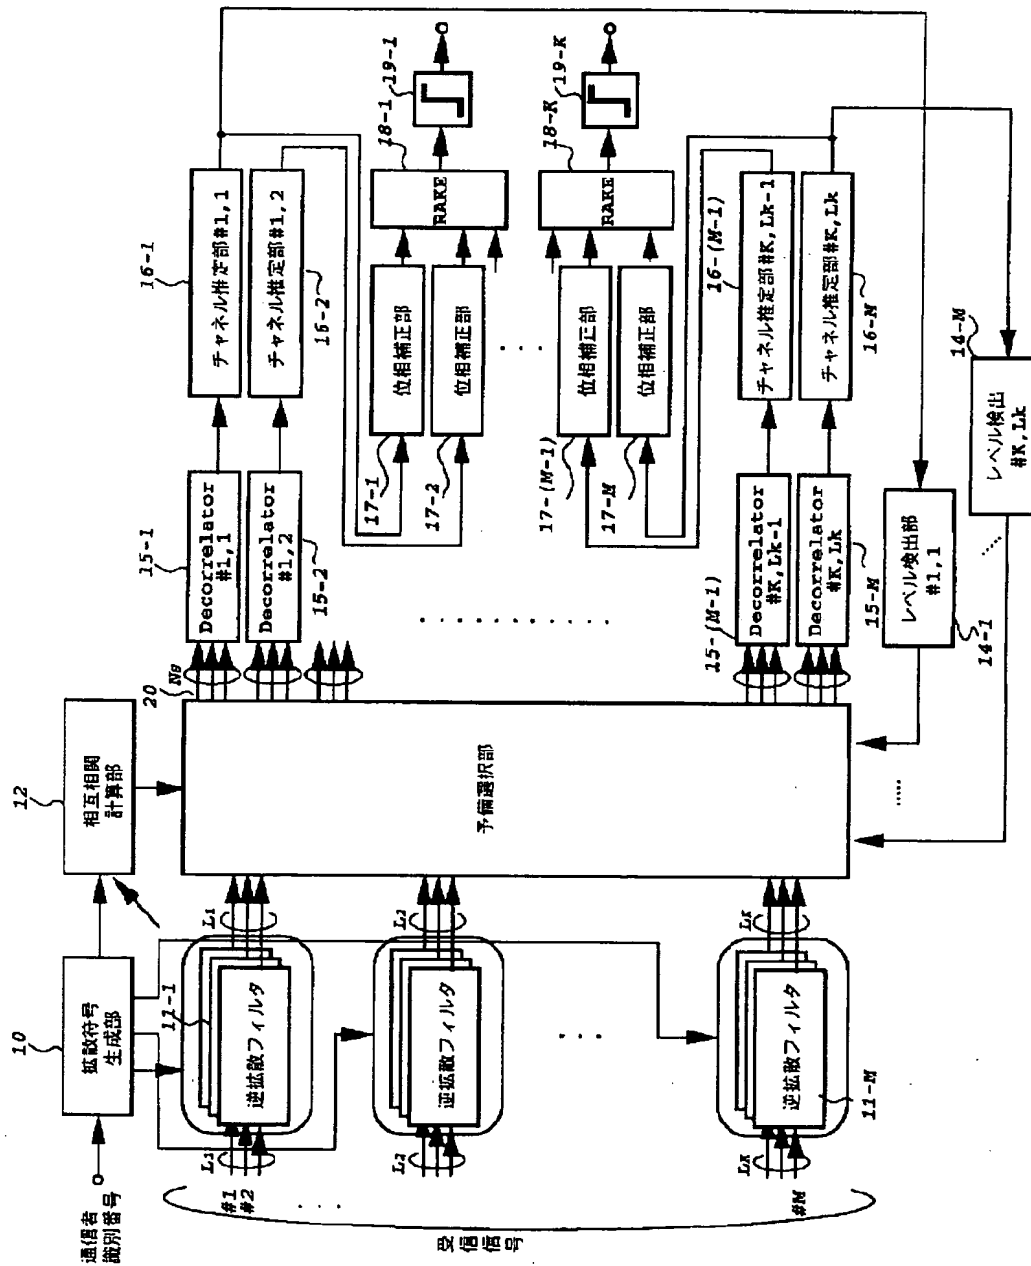 通信者
識別番号
10
拡散符号
生成部
12
相互相関
計算部
受信信号
#1
#2
#M
L1
L2
LK
11-1
逆拡散フィルタ
逆拡散フィルタ
逆拡散フィルタ
11-M
L1
L2
LK
20
予備選択部
15-1
Decorrelator
#1,1
Decorrelator
#1,2
15-2
15-(M-1)
Decorrelator
#K,Lk-1
Decorrelator
#K,Lk
15-M
16-1
チャネル推定部#1,1
チャネル推定部#1,2
16-2
16-(M-1)
チャネル推定部#K,Lk-1
チャネル推定部#K,Lk
16-M
17-1
位相補正部
17-2
位相補正部
17-(M-1)
位相補正部
17-M
位相補正部
18-1
RAKE
19-1
18-K
RAKE
19-K
レベル検出部
#1,1
14-1
14-M
レベル検出
#K,Lk